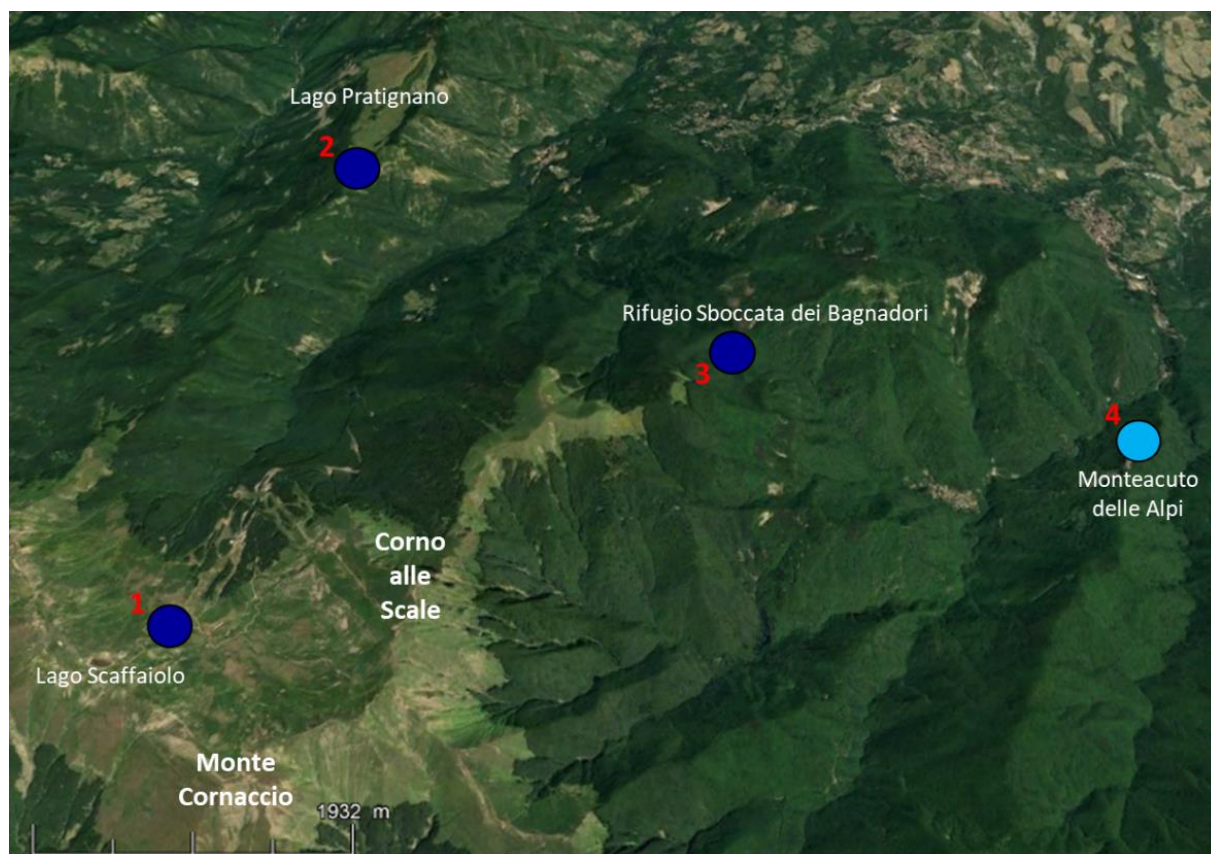 Lago Pratignano
2
Rifugio Sboccata dei Bagnadori
3
4
Monteacuto
delle Alpi
Corno
alle
Scale
1
Lago Scaffaiolo
Monte
Cornaccio
1932 m